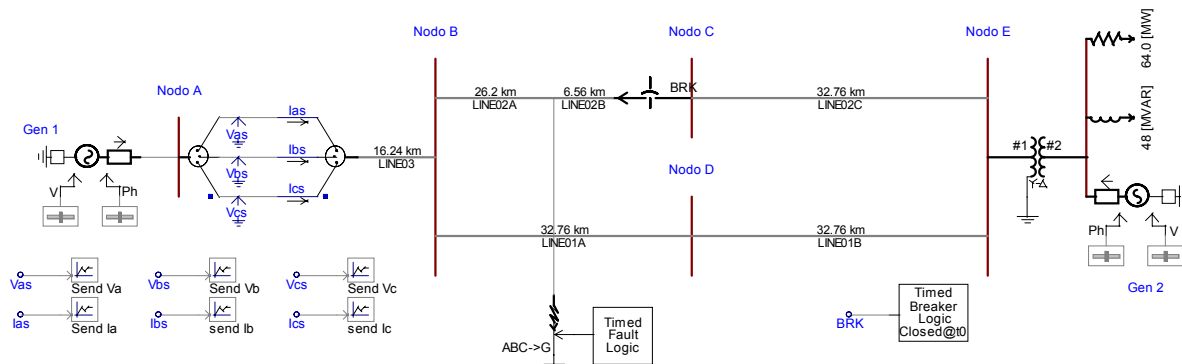 Nodo B
Nodo C
Nodo E
64.0 [MW]
48 [MVAR]
Nodo A
Gen 1
V
Ph
Ias
Vas
Ibs
Vbs
Ics
Vcs
16.24 km
LINE03
26.2 km
LINE02A
6.56 km
LINE02B
BRK
32.76 km
LINE02C
#1
#2
Y-Δ
Nodo D
32.76 km
LINE01A
32.76 km
LINE01B
Ph
V
Gen 2
Vas
Send Va
Vbs
Send Vb
Vcs
Send Vc
Ias
Send Ia
Ibs
send Ib
Ics
send Ic
ABC->G
Timed
Fault
Logic
BRK
Timed
Breaker
Logic
Closed@t0